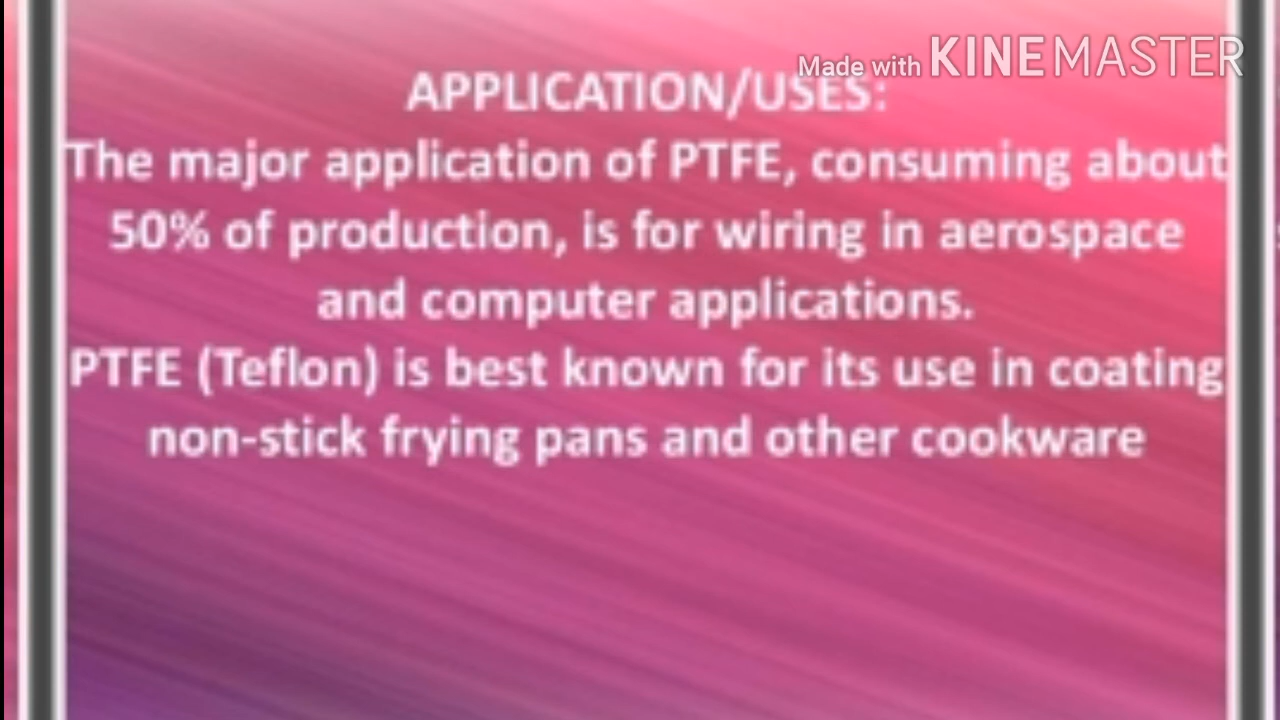 Made with KINEMASTER
APPLICATION/USES:
The major application of PTFE, consuming about
50% of production, is for wiring in aerospace
and computer applications.
PTFE (Teflon) is best known for its use in coating
non-stick frying pans and other cookware